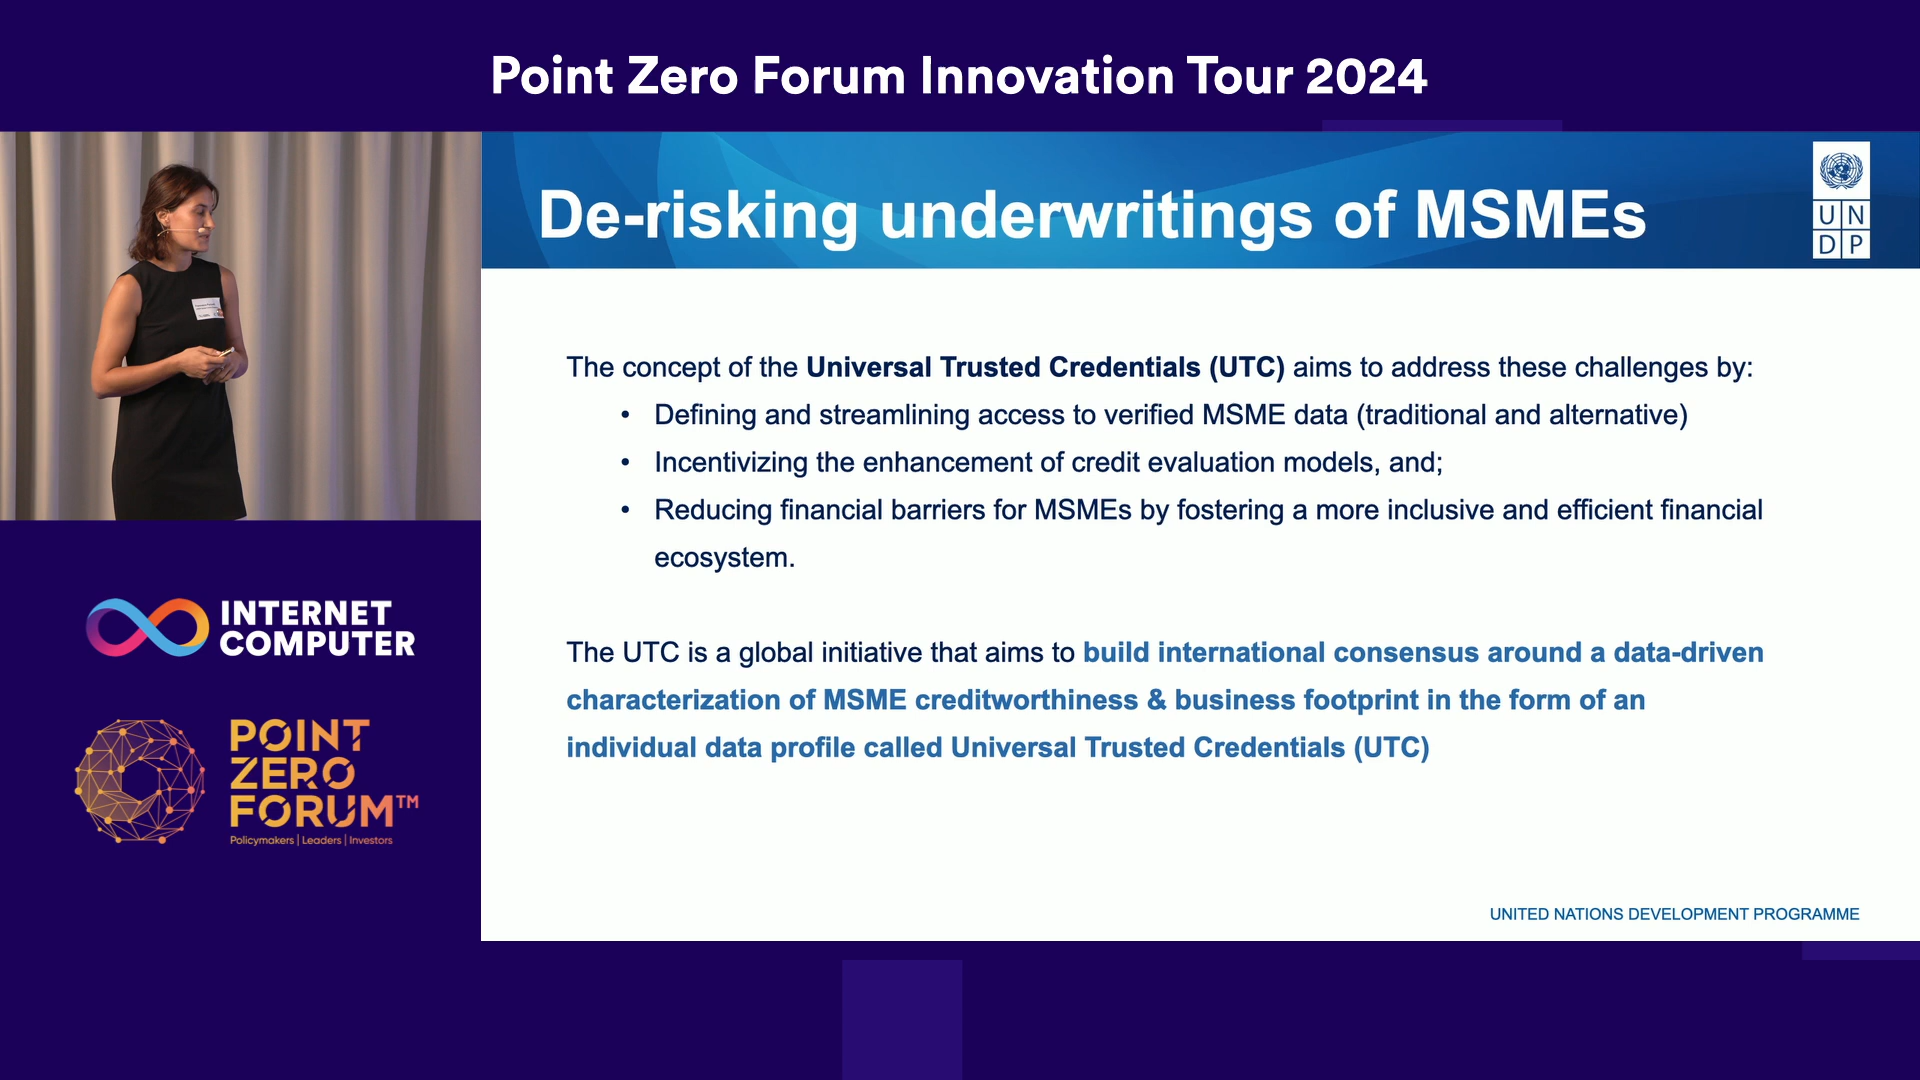 Point Zero Forum Innovation Tour 2024
De-risking underwritings of MSMEs
UN
DP
The concept of the Universal Trusted Credentials (UTC) aims to address these challenges by:
• Defining and streamlining access to verified MSME data (traditional and alternative)
• Incentivizing the enhancement of credit evaluation models, and;
• Reducing financial barriers for MSMEs by fostering a more inclusive and efficient financial
ecosystem.
The UTC is a global initiative that aims to build international consensus around a data-driven
characterization of MSME creditworthiness & business footprint in the form of an
individual data profile called Universal Trusted Credentials (UTC)
UNITED NATIONS DEVELOPMENT PROGRAMME
INTERNET
COMPUTER
POINT
ZERO
FORUM™
Policymakers | Leaders | Investors